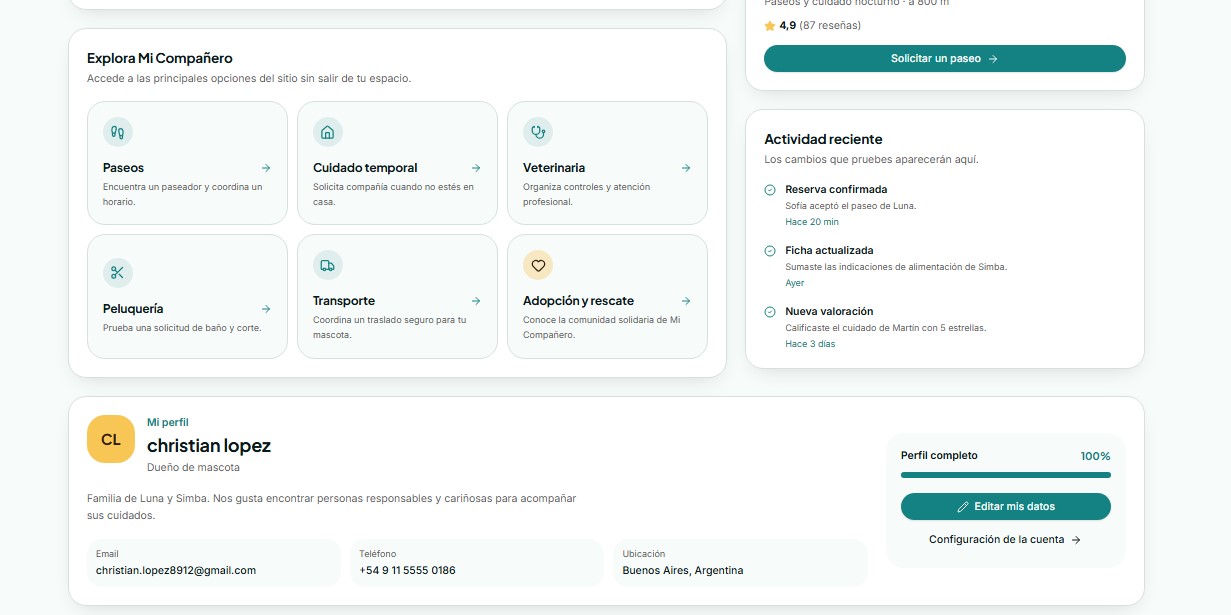 Explora Mi Compañero
Accede a las principales opciones del sitio sin salir de tu espacio.
Paseos
Encuentra un paseador y coordina un
horario.
Cuidado temporal
Solicita compañía cuando no estés en
casa.
Veterinaria
Organiza controles y atención
profesional.
Peluquería
Prueba una solicitud de baño y corte.
Transporte
Coordina un traslado seguro para tu
mascota.
Adopción y rescate
Conoce la comunidad solidaria de Mi
Compañero.
Paseos y cuidado nocturno · a 800 m
4,9 (87 reseñas)
Solicitar un paseo →
Actividad reciente
Los cambios que pruebes aparecerán aquí.
Reserva confirmada
Sofía aceptó el paseo de Luna.
Hace 20 min
Ficha actualizada
Sumaste las indicaciones de alimentación de Simba.
Ayer
Nueva valoración
Calificaste el cuidado de Martín con 5 estrellas.
Hace 3 días
CL
Mi perfil
christian lopez
Dueño de mascota
Familia de Luna y Simba. Nos gusta encontrar personas responsables y cariñosas para acompañar
sus cuidados.
Email
christian.lopez8912@gmail.com
Teléfono
+54 9 11 5555 0186
Ubicación
Buenos Aires, Argentina
Perfil completo 100%
Editar mis datos
Configuración de la cuenta →